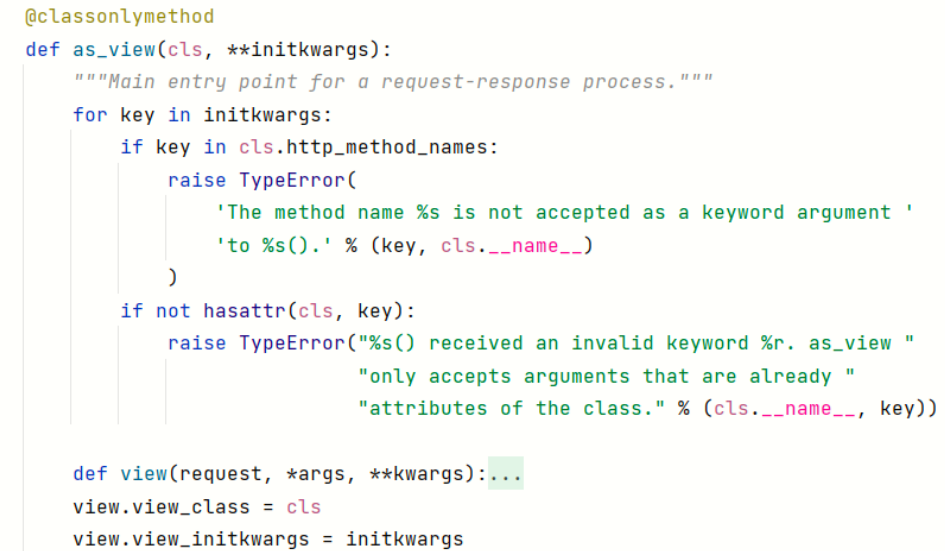 @classonlymethod
def as_view(cls, **initkwargs):
    """Main entry point for a request-response process."""
    for key in initkwargs:
        if key in cls.http_method_names:
            raise TypeError(
                'The method name %s is not accepted as a keyword argument '
                'to %s().' % (key, cls.__name__)
            )
        if not hasattr(cls, key):
            raise TypeError("%s() received an invalid keyword %r. as_view "
                            "only accepts arguments that are already "
                            "attributes of the class." % (cls.__name__, key))
    def view(request, *args, **kwargs):...
    view.view_class = cls
    view.view_initkwargs = initkwargs